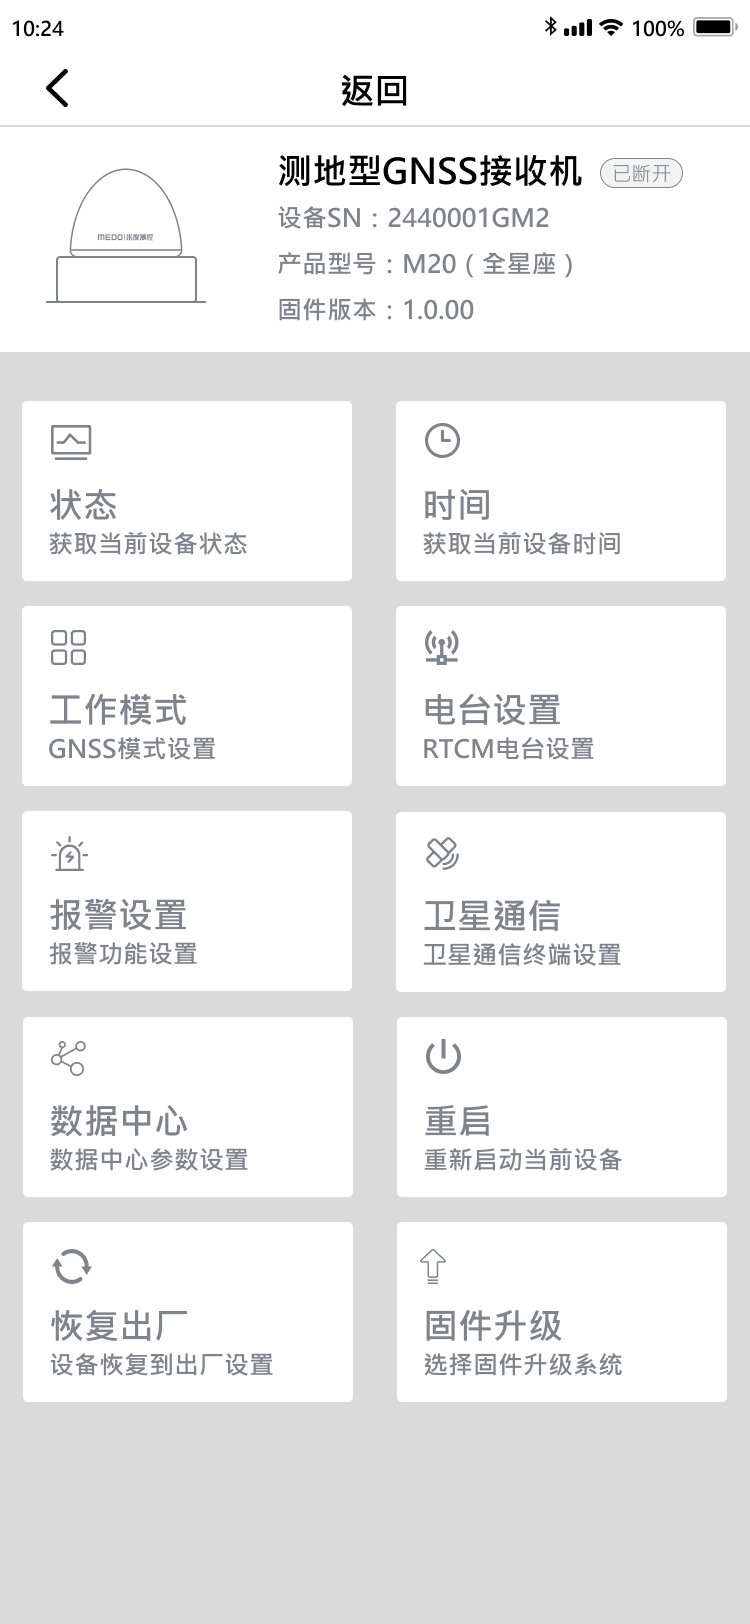 10:24
100%
返回
测地型GNSS接收机
已断开
设备SN：2440001GM2
产品型号：M20（全星座）
固件版本：1.0.00
MEDO|米度测控
状态
获取当前设备状态
时间
获取当前设备时间
工作模式
GNSS模式设置
电台设置
RTCM电台设置
报警设置
报警功能设置
卫星通信
卫星通信终端设置
数据中心
数据中心参数设置
重启
重新启动当前设备
恢复出厂
设备恢复到出厂设置
固件升级
选择固件升级系统